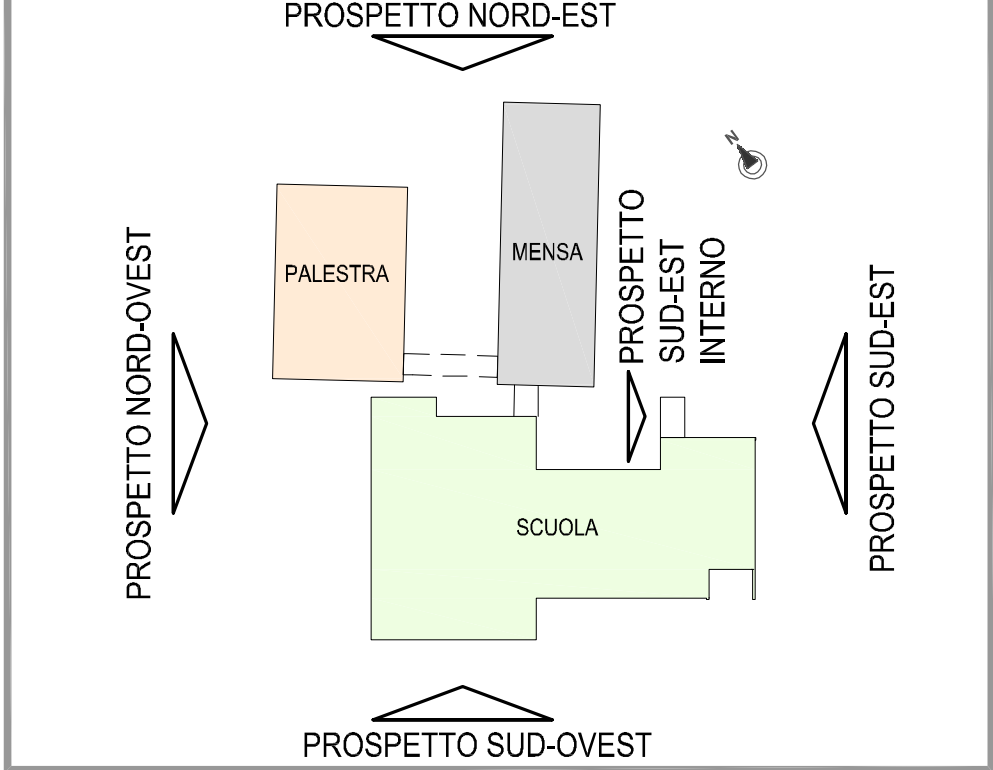 PROSPETTO NORD-EST
N
MENSA
PALESTRA
PROSPETTO
SUD-EST
INTERNO
PROSPETTO NORD-OVEST
PROSPETTO SUD-EST
SCUOLA
PROSPETTO SUD-OVEST